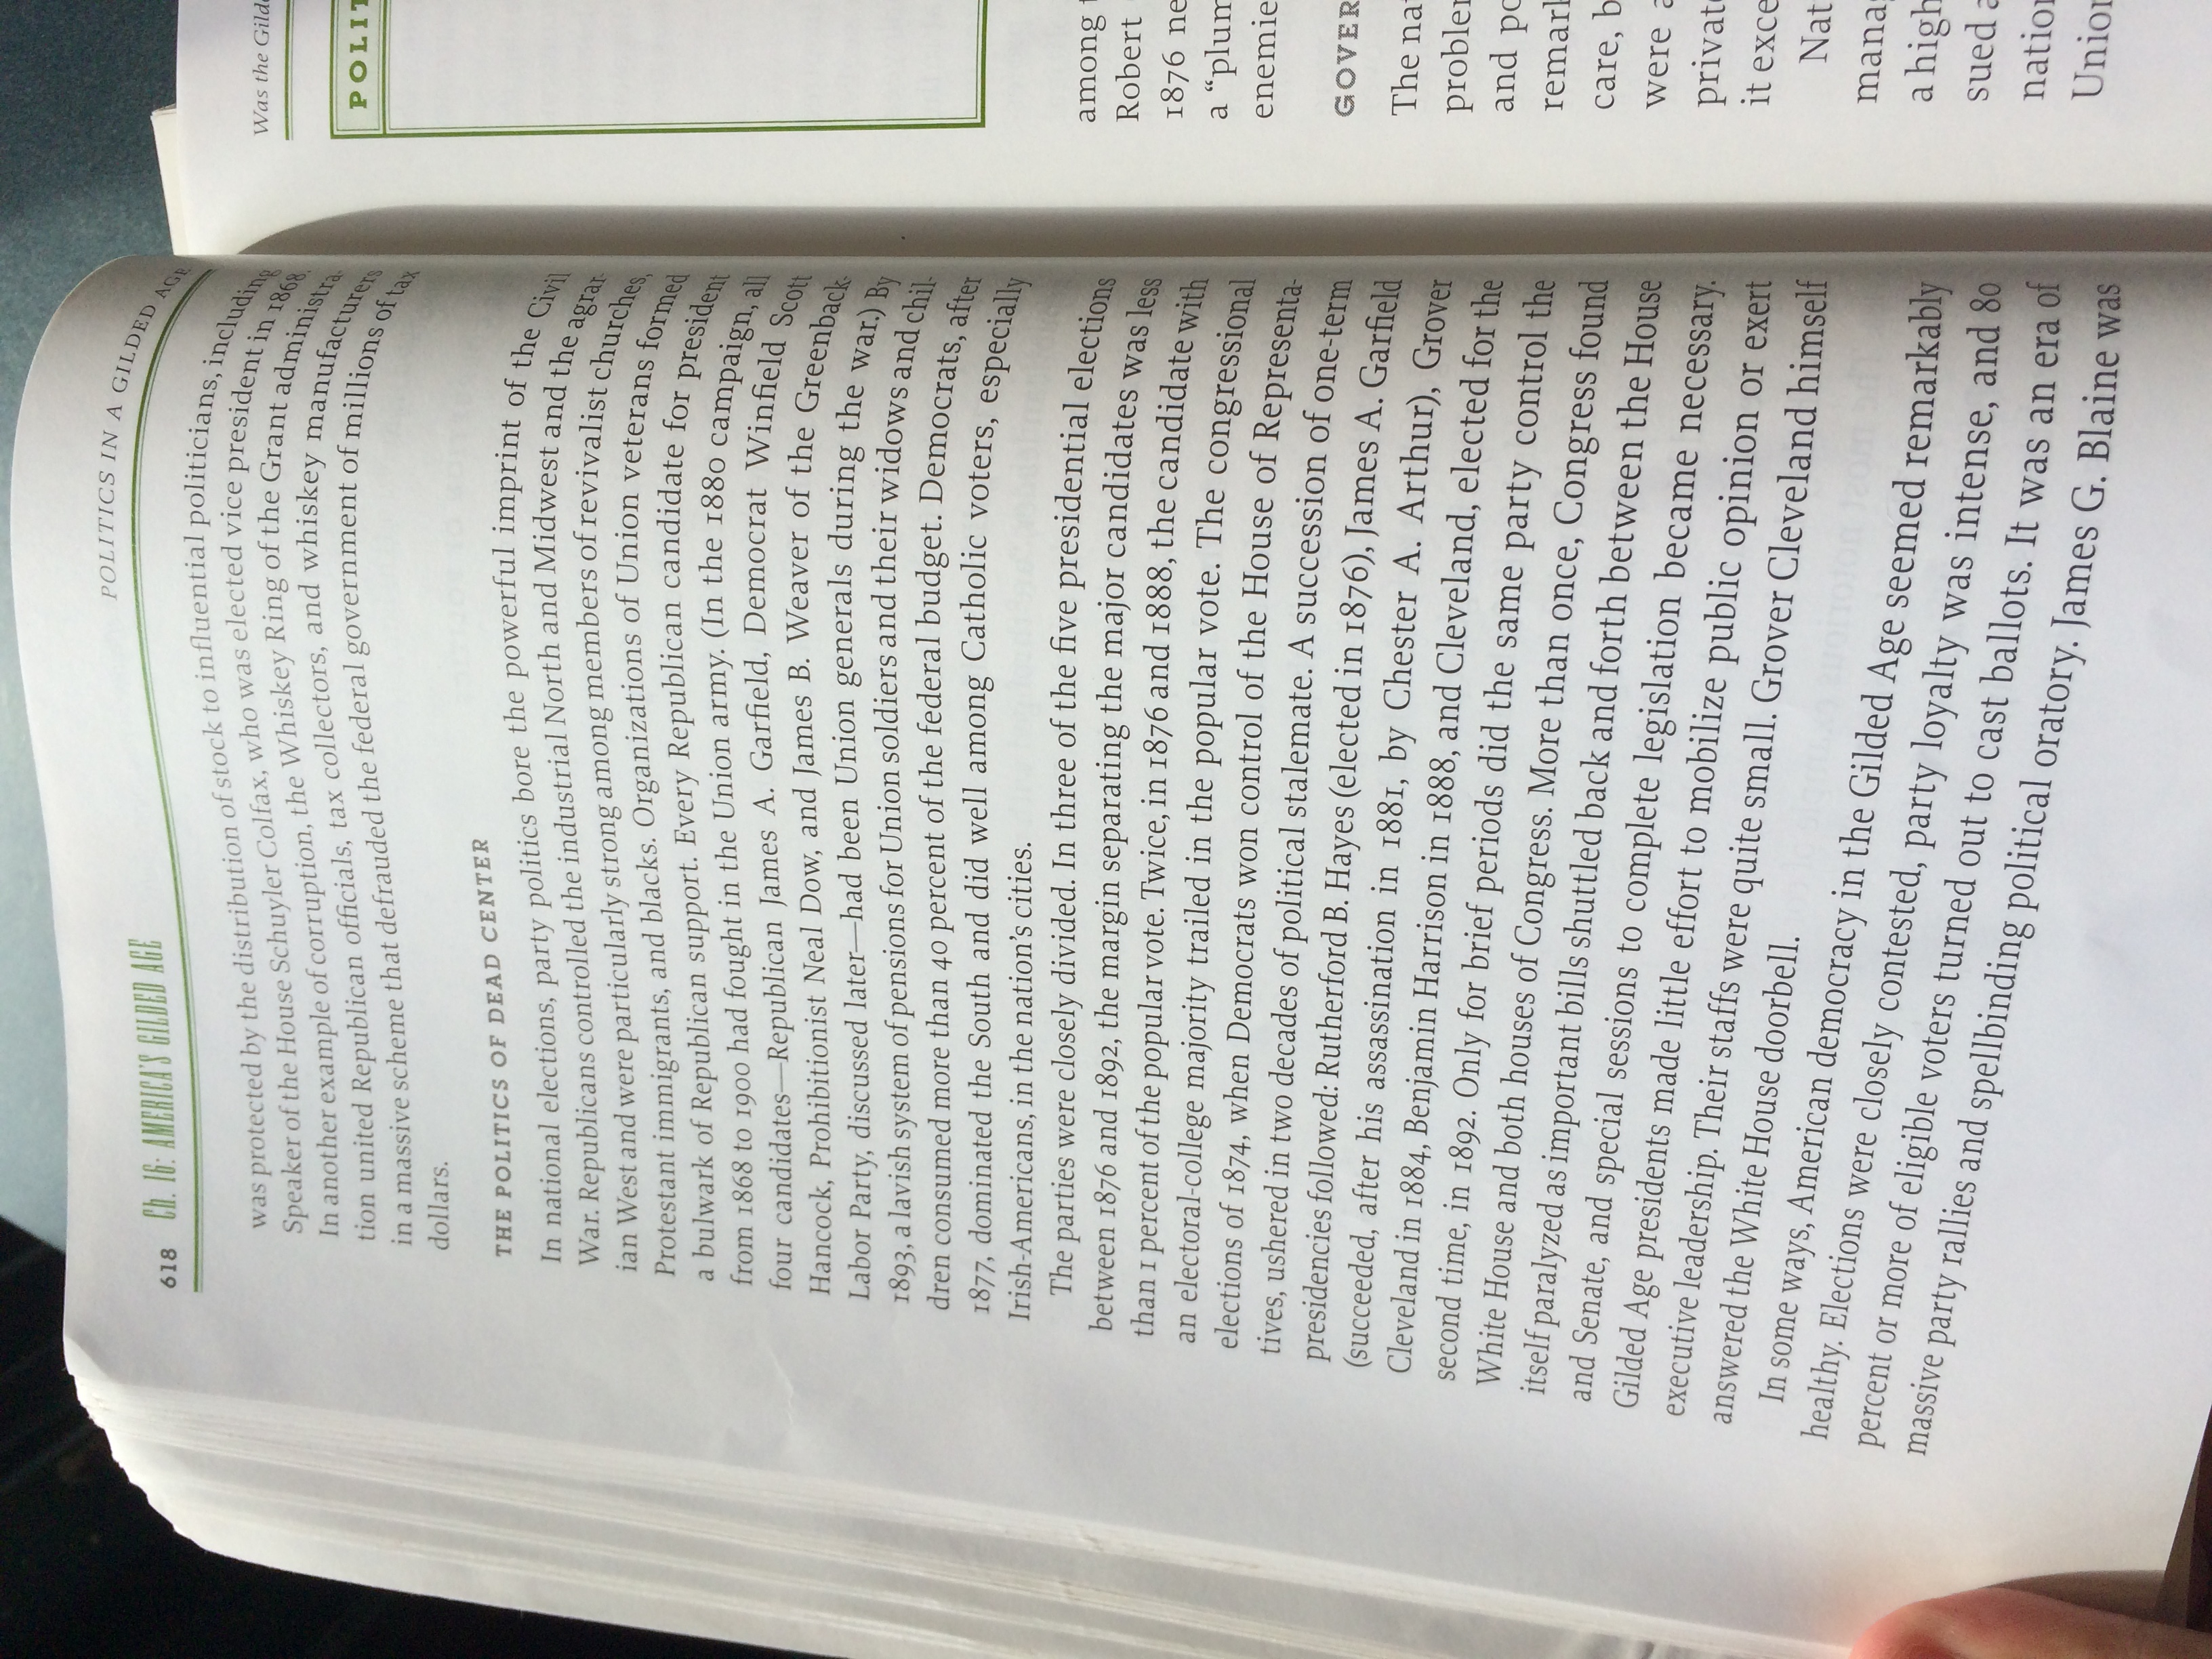 618 Ch. 16: AMERICA'S GILDED AGE
POLITICS IN A GILDED AGE
was protected by the distribution of stock to influential politicians, including
Speaker of the House Schuyler Colfax, who was elected vice president in 1868.
In another example of corruption, the Whiskey Ring of the Grant administra-
tion united Republican officials, tax collectors, and whiskey manufacturers
in a massive scheme that defrauded the federal government of millions of tax
dollars.
THE POLITICS OF DEAD CENTER
In national elections, party politics bore the powerful imprint of the Civil
War. Republicans controlled the industrial North and Midwest and the agrar-
ian West and were particularly strong among members of revivalist churches,
Protestant immigrants, and blacks. Organizations of Union veterans formed
a bulwark of Republican support. Every Republican candidate for president
from 1868 to 1900 had fought in the Union army. (In the 1880 campaign, all
four candidates—Republican James A. Garfield, Democrat Winfield Scott
Hancock, Prohibitionist Neal Dow, and James B. Weaver of the Greenback-
Labor Party, discussed later—had been Union generals during the war.) By
1893, a lavish system of pensions for Union soldiers and their widows and chil-
dren consumed more than 40 percent of the federal budget. Democrats, after
1877, dominated the South and did well among Catholic voters, especially
Irish-Americans, in the nation's cities.
The parties were closely divided. In three of the five presidential elections
between 1876 and 1892, the margin separating the major candidates was less
than 1 percent of the popular vote. Twice, in 1876 and 1888, the candidate with
an electoral-college majority trailed in the popular vote. The congressional
elections of 1874, when Democrats won control of the House of Representa-
tives, ushered in two decades of political stalemate. A succession of one-term
presidencies followed: Rutherford B. Hayes (elected in 1876), James A. Garfield
(succeeded, after his assassination in 1881, by Chester A. Arthur), Grover
Cleveland in 1884, Benjamin Harrison in 1888, and Cleveland, elected for the
second time, in 1892. Only for brief periods did the same party control the
White House and both houses of Congress. More than once, Congress found
itself paralyzed as important bills shuttled back and forth between the House
and Senate, and special sessions to complete legislation became necessary.
Gilded Age presidents made little effort to mobilize public opinion or exert
executive leadership. Their staffs were quite small. Grover Cleveland himself
answered the White House doorbell.
In some ways, American democracy in the Gilded Age seemed remarkably
healthy. Elections were closely contested, party loyalty was intense, and 80
percent or more of eligible voters turned out to cast ballots. It was an era of
massive party rallies and spellbinding political oratory. James G. Blaine was
Was the Gild
POLIT
among
Robert
1876 ne
a "plum
enemie
GOVER
The na
proble
and po
remark
care, b
were a
privat
it exce
Nat
mana
a high
sued a
nation
Union